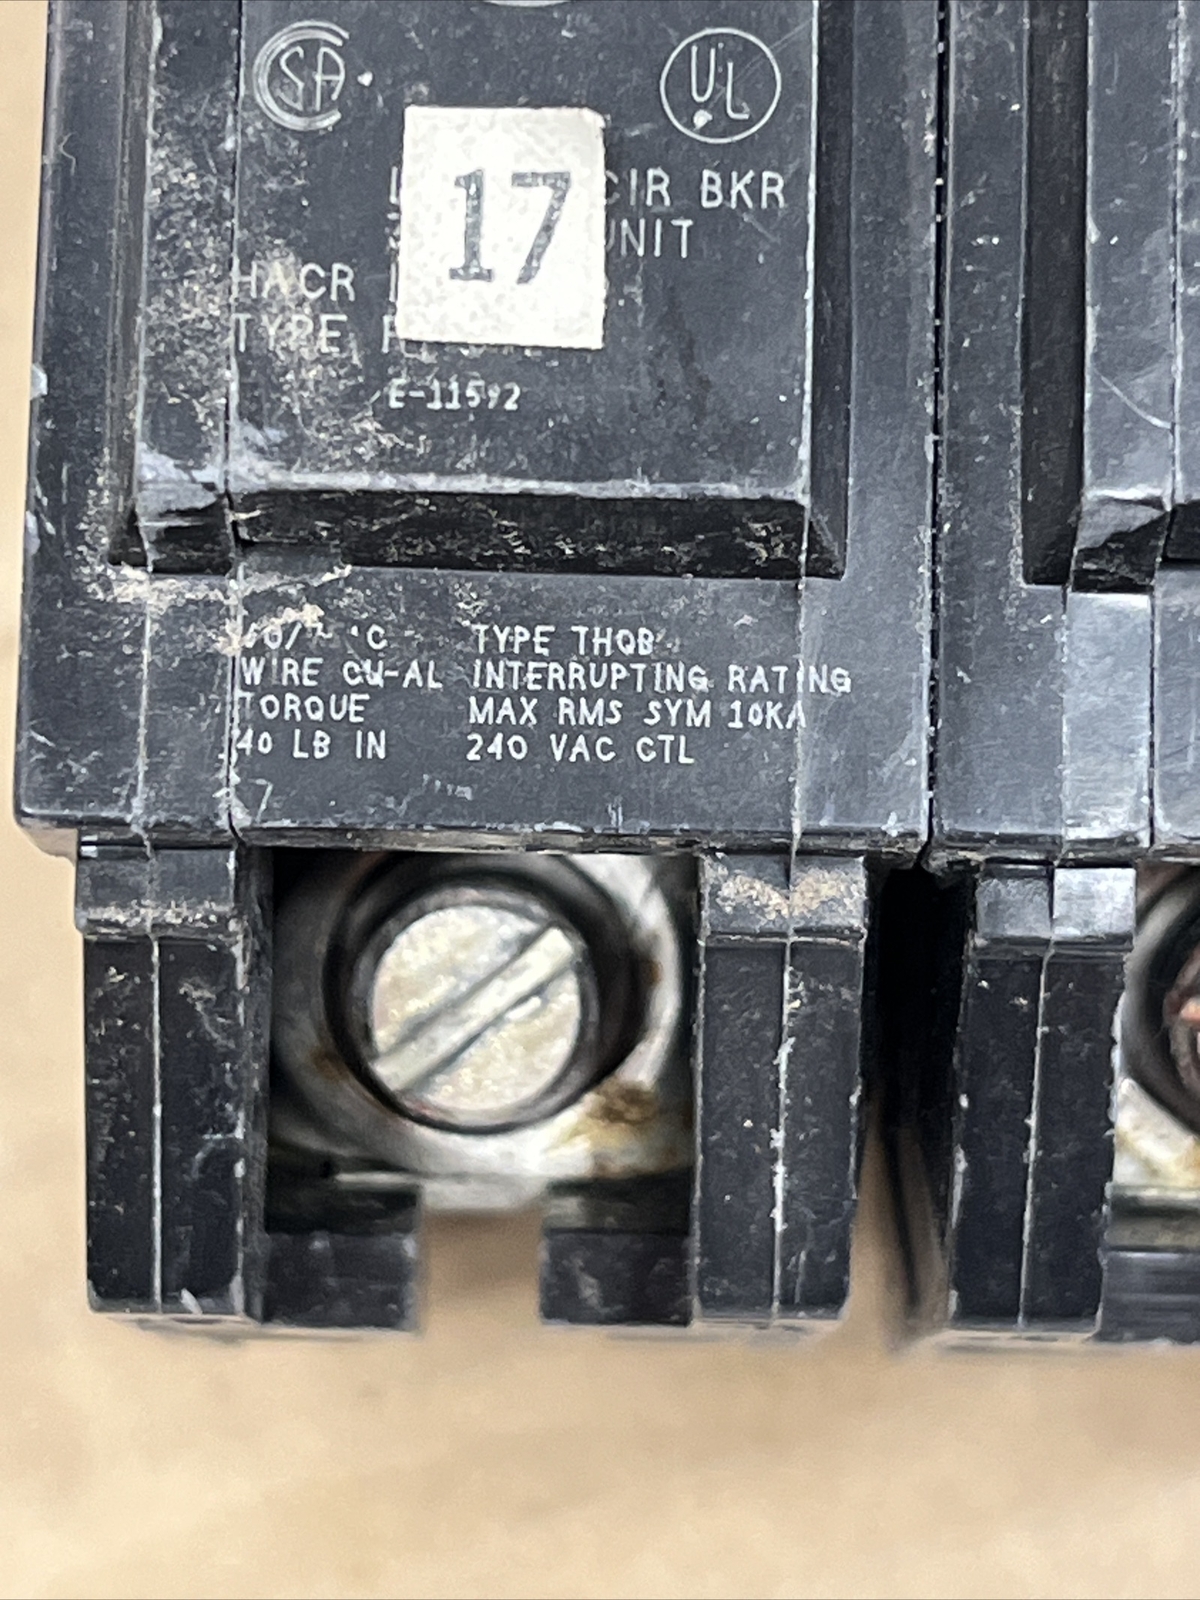 CSA
UL
17
CIR BKR
UNIT
HACR
TYPE
E-11592
TYPE THQB
WIRE CU-AL INTERRUPTING RATING
TORQUE MAX RMS SYM 10KA
40 LB IN 240 VAC CTL